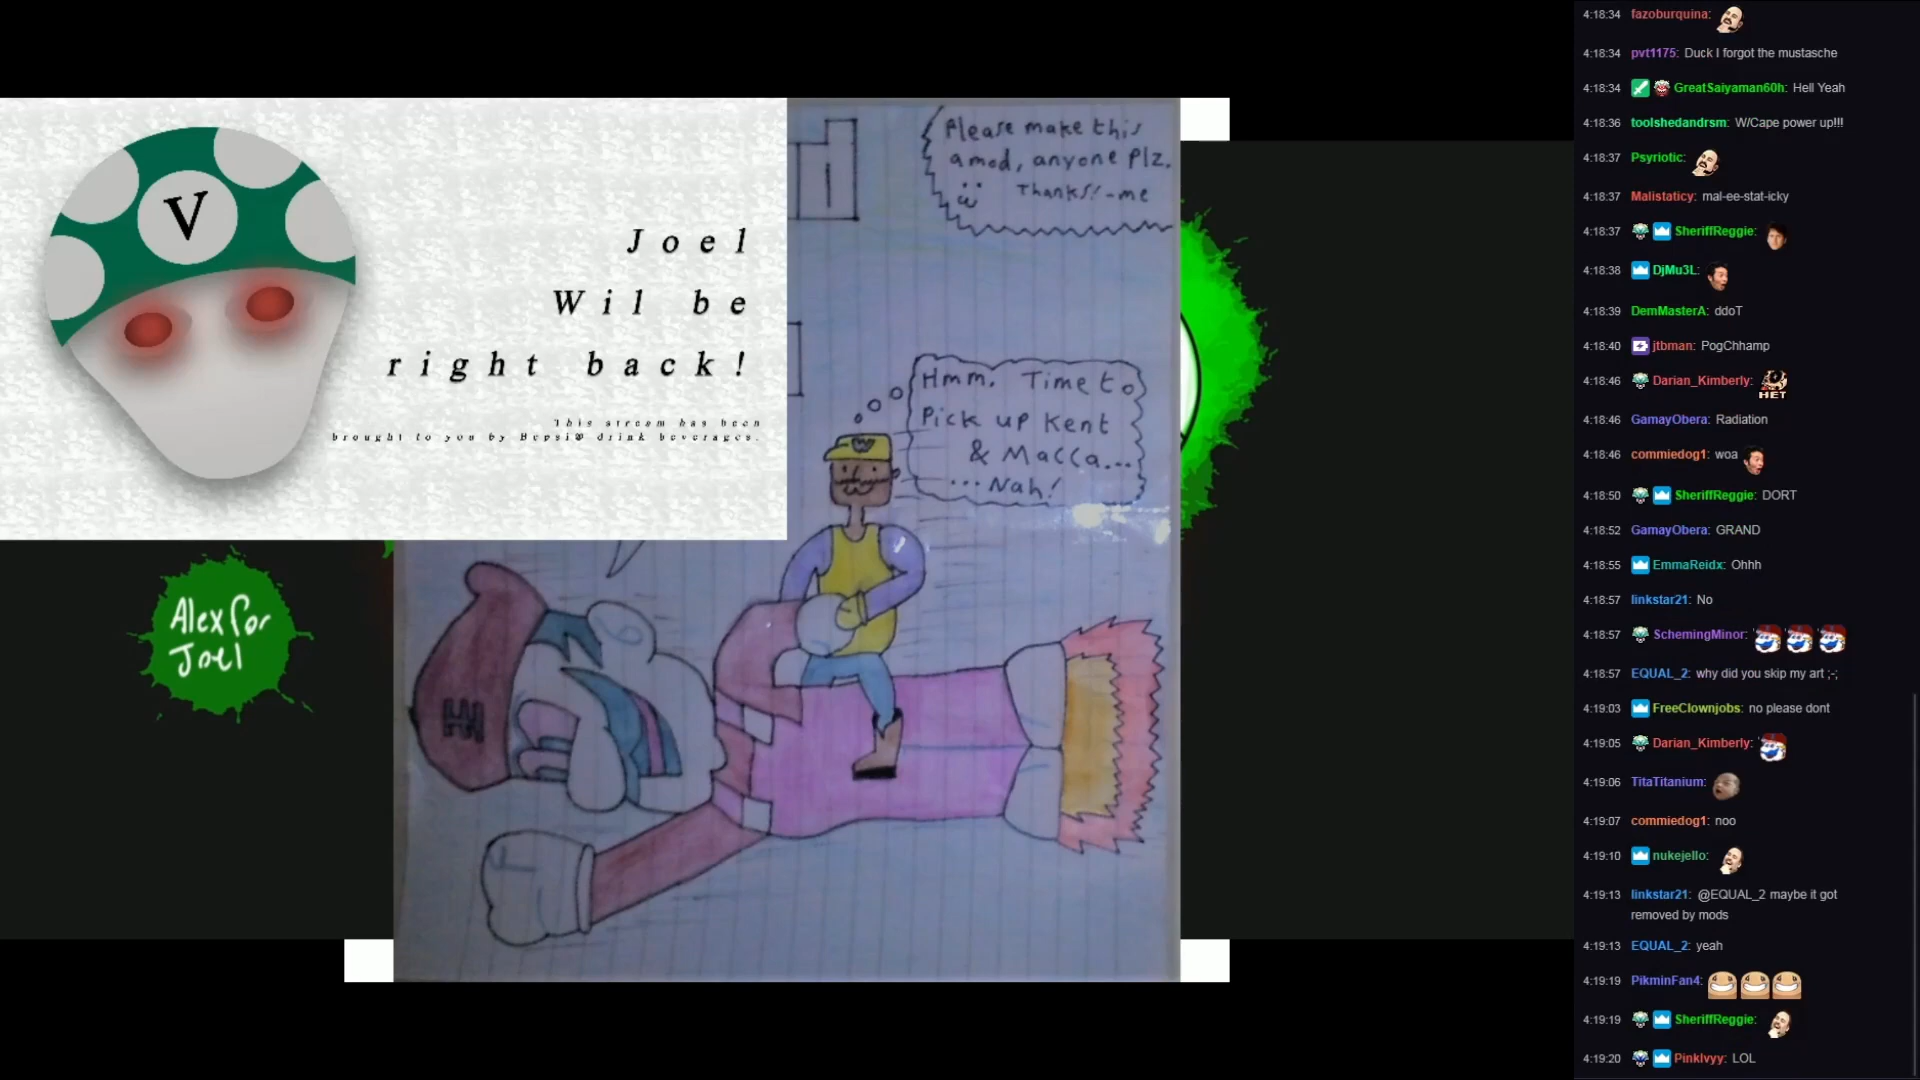 V
Joel
Wil be
right back!
This stream has been
brought to you by Bepsi® drink beverages.
Please make this
a mod, anyone Plz.
Thanks! -me
Hmm. Time to
Pick up Kent
& Macca...
...Nah!
W
Alex for
Joel
4:18:34 fazoburquina:
4:18:34 pvt1175: Duck I forgot the mustasche
4:18:34 GreatSaiyaman60h: Hell Yeah
4:18:36 toolshedandrsm: W/Cape power up!!!
4:18:37 Psyriotic:
4:18:37 Malistaticy: mal-ee-stat-icky
4:18:37 SheriffReggie:
4:18:38 DjMu3L:
4:18:39 DemMasterA: ddoT
4:18:40 jtbman: PogChhamp
4:18:46 Darian_Kimberly: HET
4:18:46 GamayObera: Radiation
4:18:46 commiedog1: woa
4:18:50 SheriffReggie: DORT
4:18:52 GamayObera: GRAND
4:18:55 EmmaReidx: Ohhh
4:18:57 linkstar21: No
4:18:57 SchemingMinor:
4:18:57 EQUAL_2: why did you skip my art ;-;
4:19:03 FreeClownjobs: no please dont
4:19:05 Darian_Kimberly:
4:19:06 TitaTitanium:
4:19:07 commiedog1: noo
4:19:10 nukejello:
4:19:13 linkstar21: @EQUAL_2 maybe it got
removed by mods
4:19:13 EQUAL_2: yeah
4:19:19 PikminFan4:
4:19:19 SheriffReggie:
4:19:20 PinkIvyy: LOL